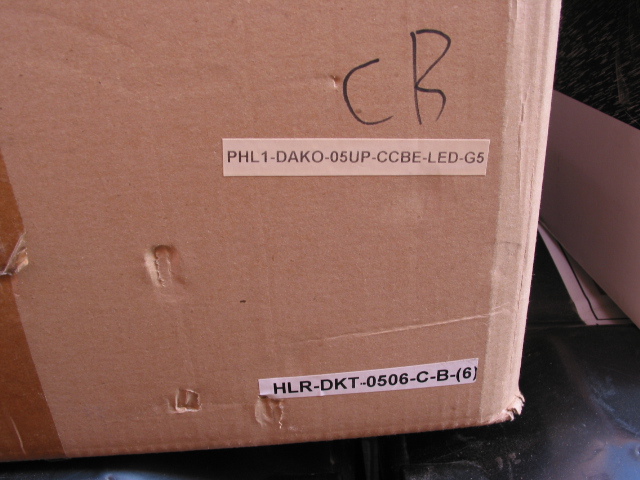 CB
PHL1-DAKO-05UP-CCBE-LED-G5
HLR-DKT-0506-C-B-(6)